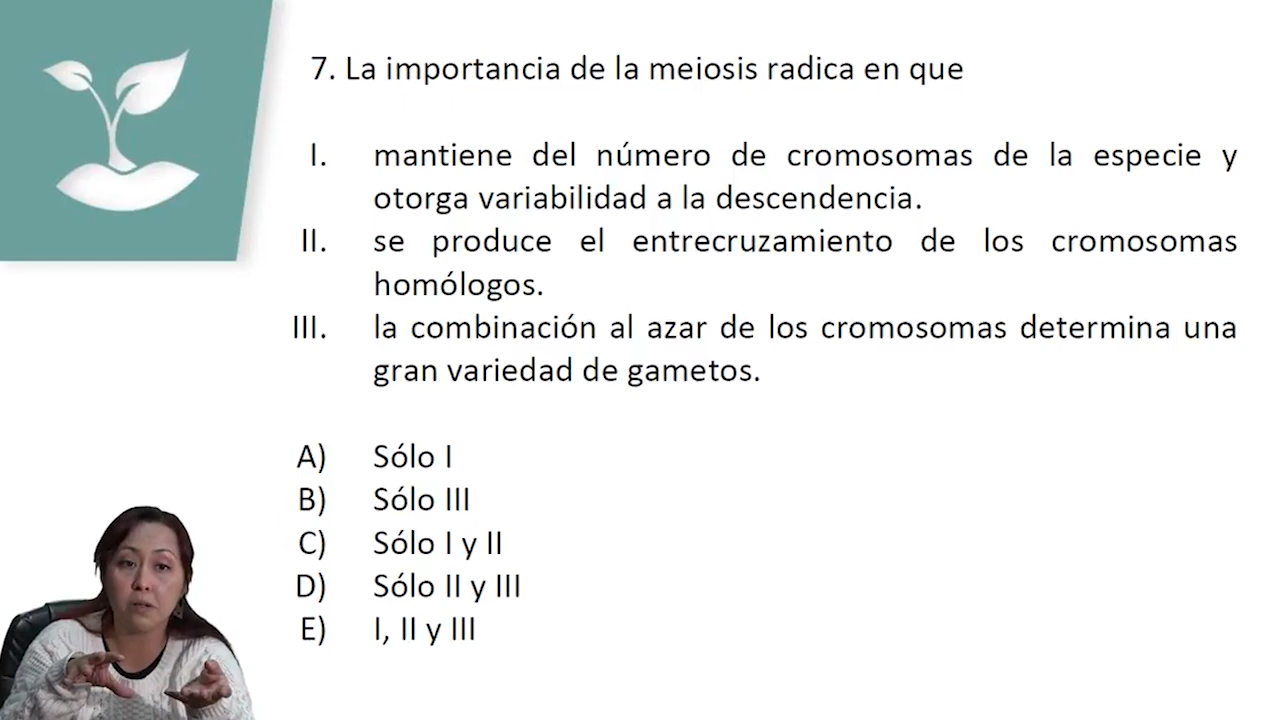 7. La importancia de la meiosis radica en que
I. mantiene del número de cromosomas de la especie y
otorga variabilidad a la descendencia.
II. se produce el entrecruzamiento de los cromosomas
homólogos.
III. la combinación al azar de los cromosomas determina una
gran variedad de gametos.
A) Sólo I
B) Sólo III
C) Sólo I y II
D) Sólo II y III
E) I, II y III